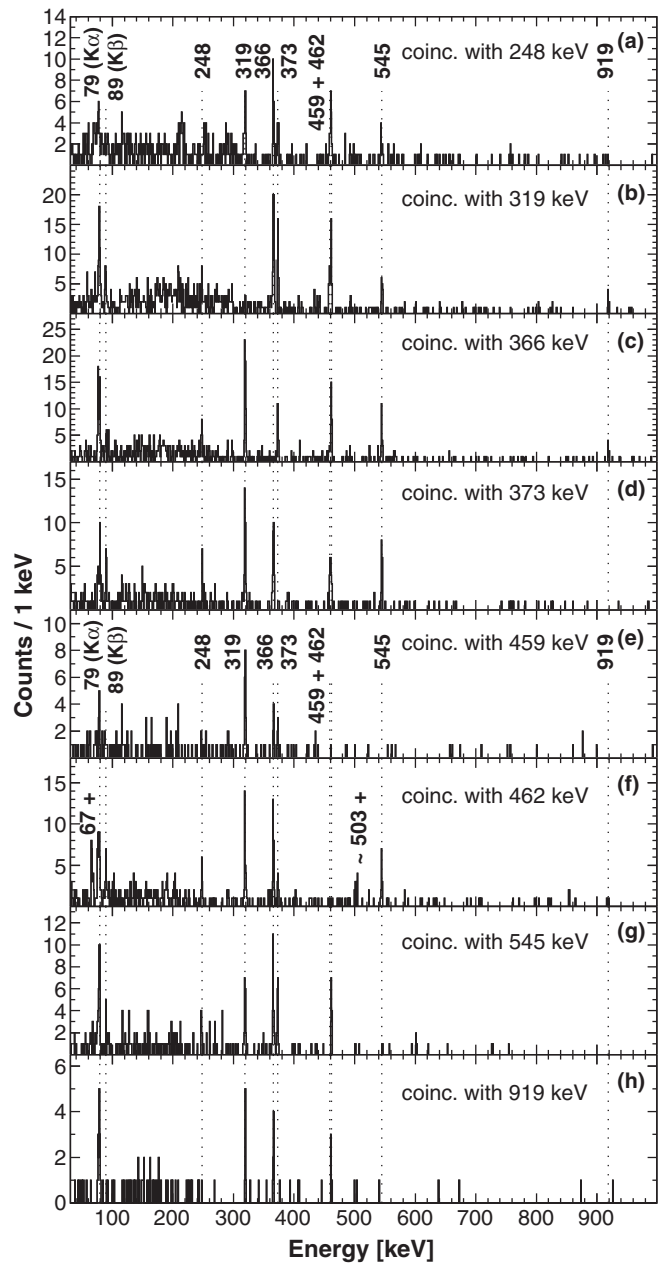 14
12
10
8
6
4
2
79 (Kα)
89 (Kβ)
248
319
366
373
459 + 462
545
919
(a)
coinc. with 248 keV
20
15
10
5
(b)
coinc. with 319 keV
25
20
15
10
5
(c)
coinc. with 366 keV
15
10
5
(d)
coinc. with 373 keV
Counts / 1 keV
10
8
6
4
2
79 (Kα)
89 (Kβ)
248
319
366
373
459 + 462
545
919
(e)
coinc. with 459 keV
15
10
5
67 +
~ 503 +
(f)
coinc. with 462 keV
12
10
8
6
4
2
(g)
coinc. with 545 keV
6
4
2
0
(h)
coinc. with 919 keV
100 200 300 400 500 600 700 800 900
Energy [keV]